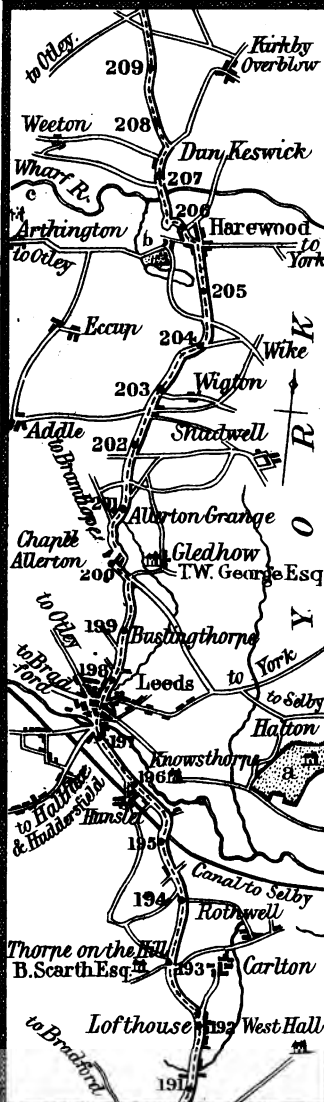 to Otley
209
Kirkby
Overblow
208
Weeton
Dun Keswick
207
Wharf R.
c
206
Arthington
Harewood
b
to Otley
to
York
205
Eccup
204
Wike
203
Wigton
Addle
202
Shadwell
to Bramhope
201
Allerton Grange
Chaple
Allerton
Gledhow
200
T.W. George Esq
YORK
to Otley
199
Buslingthorpe
198
to Brad
-ford
Leeds
to York
to Selby
Hatton
197
Knowsthorpe
196
a
to Halifax
& Huddersfield
Hunslet
195
Canal to Selby
194
Rothwell
Thorpe on the Hill
B. Scarth Esq
193
Carlton
Lofthouse
192
West Hall
to Bradford
191